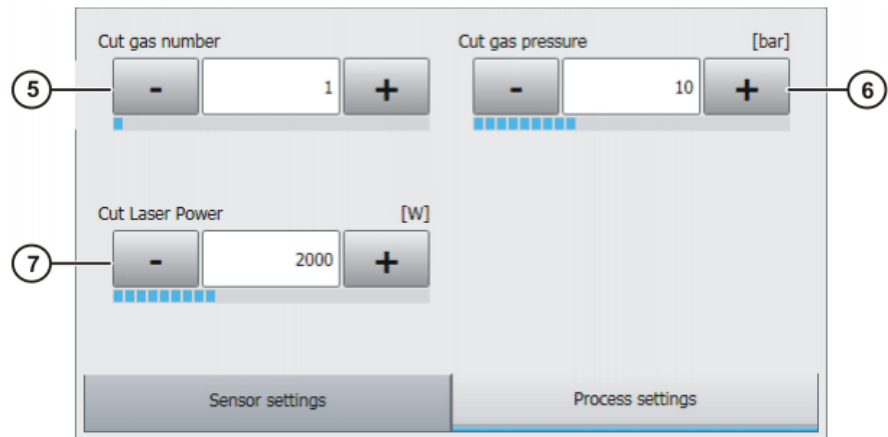 Cut gas number
Cut gas pressure [bar]
5 - 1 + - 10 + 6
Cut Laser Power [W]
7 - 2000 +
Sensor settings Process settings